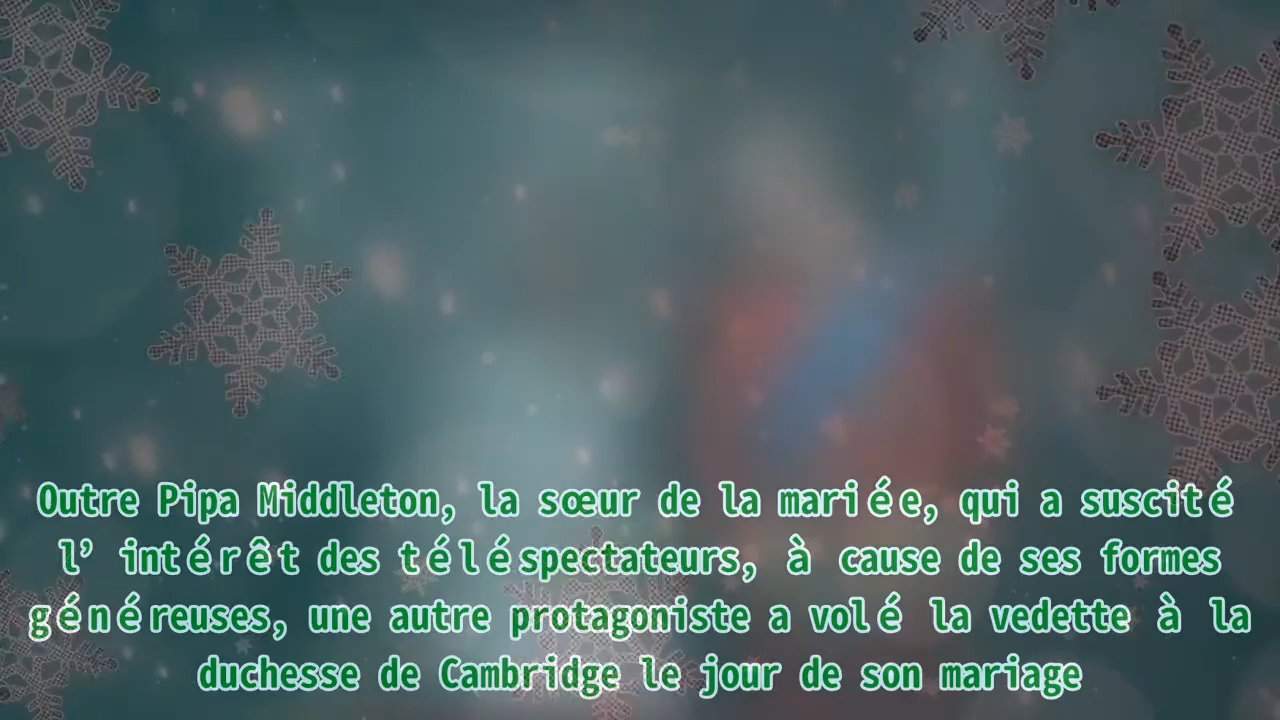 Outre Pipa Middleton, la sœur de la mariée, qui a suscité
l’ intérêt des téléspectateurs, à cause de ses formes
généreuses, une autre protagoniste a volé la vedette à la
duchesse de Cambridge le jour de son mariage